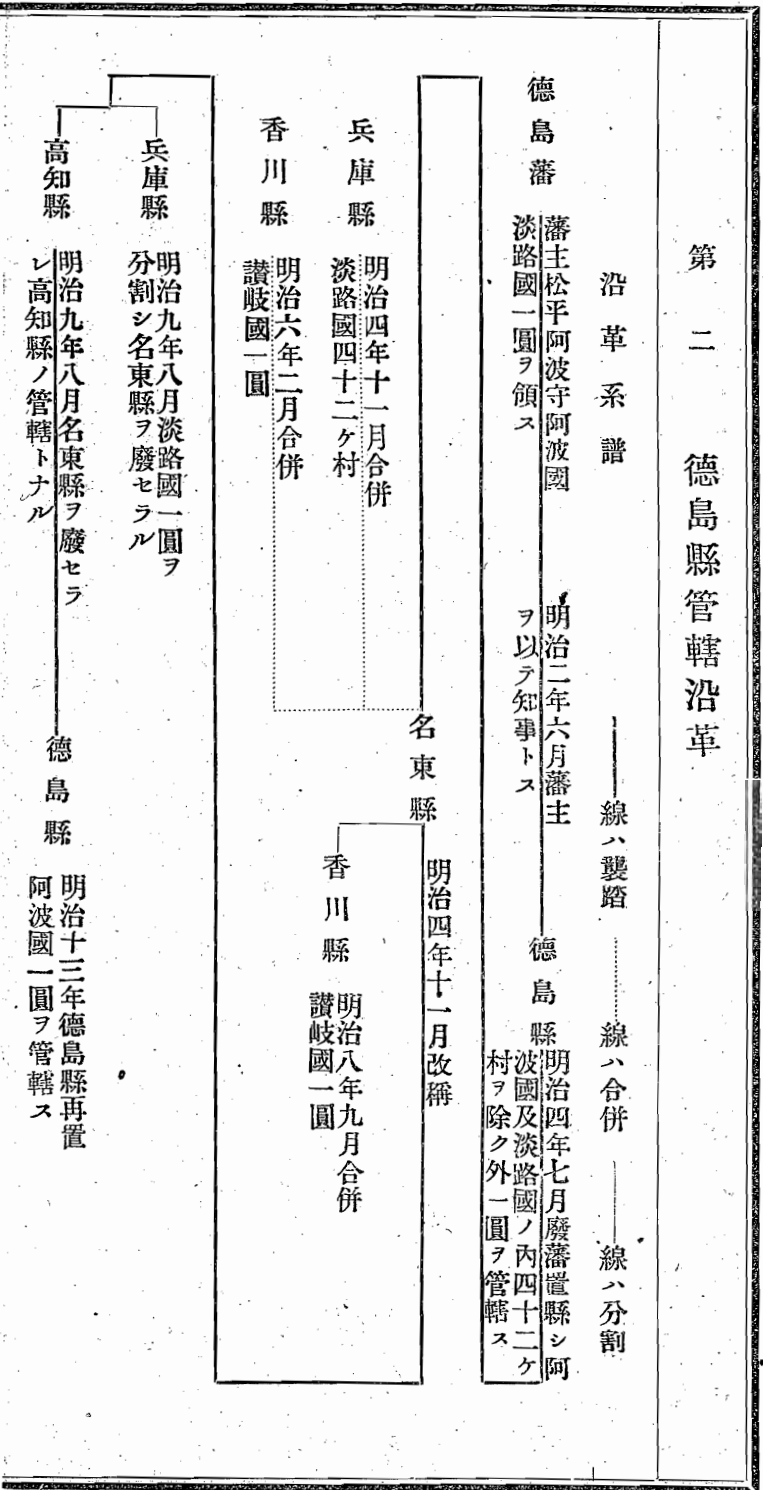 第二　德島縣管轄沿革
沿革系譜
線ハ襲踏
線ハ合併
線ハ分割
德島藩
藩主松平阿波守阿波國
淡路國一圓ヲ領ス
明治二年六月藩主
ヲ以テ知事トス
德島縣
明治四年七月廢藩置縣シ阿
波國及淡路國ノ內四十二ケ
村ヲ除ク外一圓ヲ管轄ス
兵庫縣
明治四年十一月合併
淡路國四十二ケ村
香川縣
明治六年二月合併
讃岐國一圓
名東縣
明治四年十一月改稱
香川縣
明治八年九月合併
讃岐國一圓
兵庫縣
明治九年八月淡路國一圓ヲ
分割シ名東縣ヲ廢セラル
高知縣
明治九年八月名東縣ヲ廢セラ
レ高知縣ノ管轄トナル
德島縣
明治十三年德島縣再置
阿波國一圓ヲ管轄ス